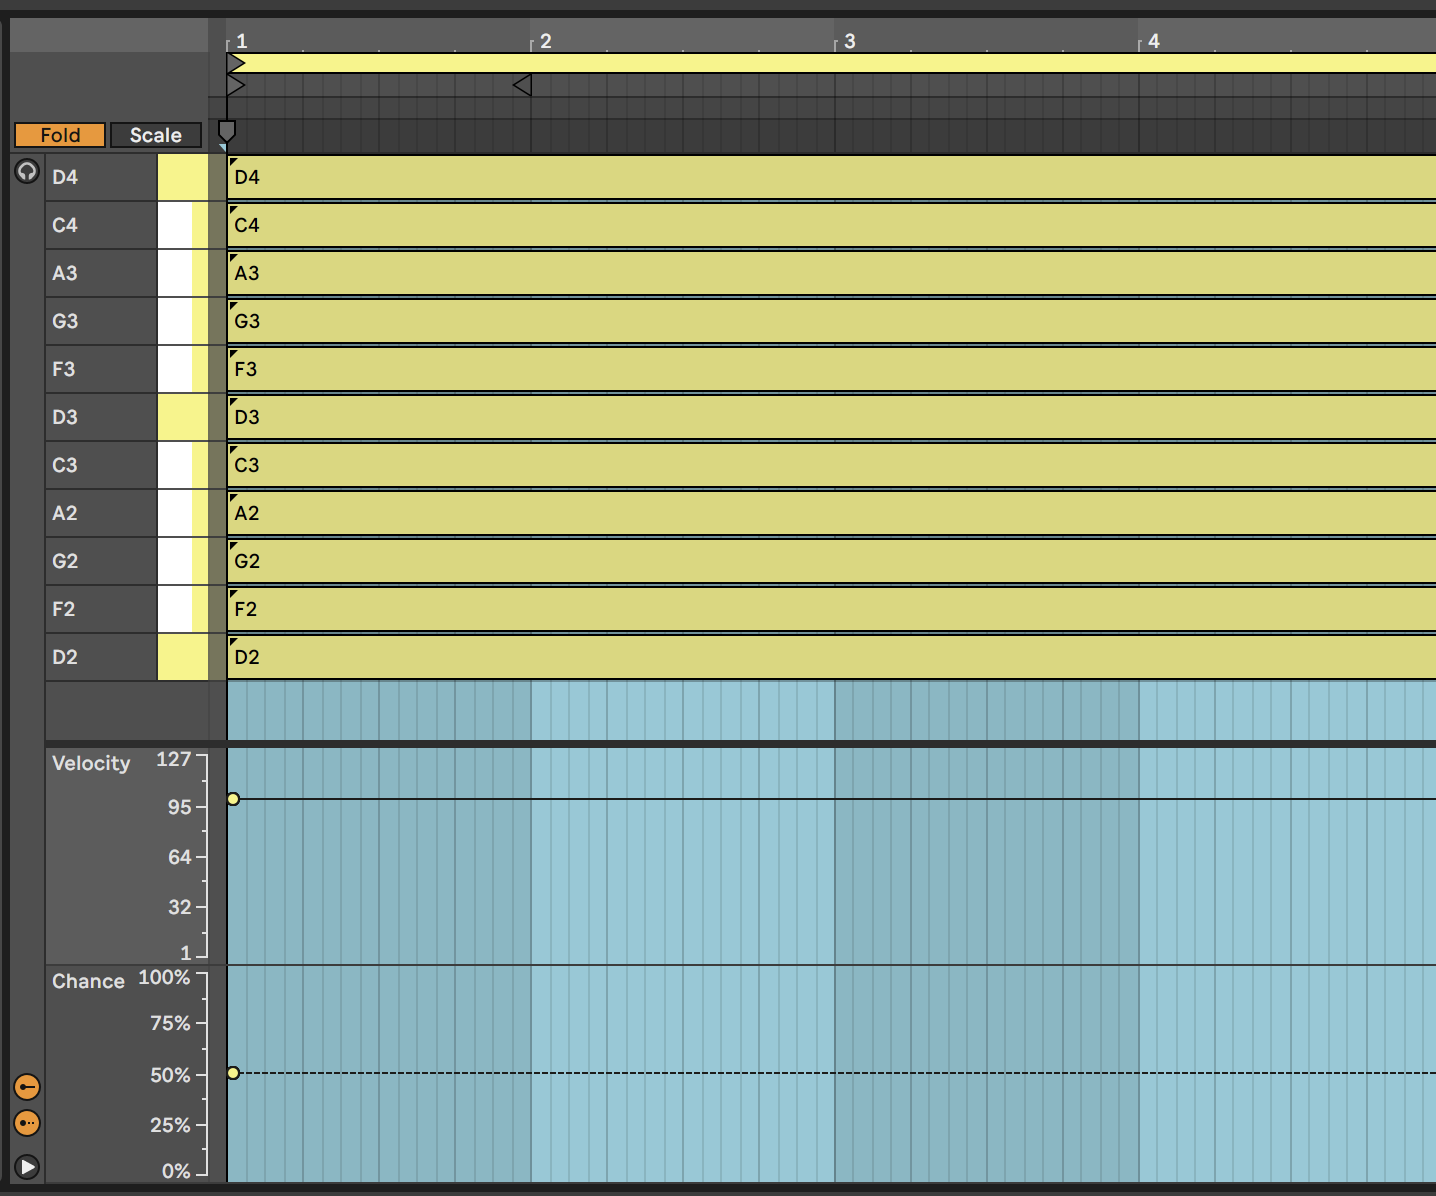 1 2 3 4
Fold Scale
D4 D4
C4 C4
A3 A3
G3 G3
F3 F3
D3 D3
C3 C3
A2 A2
G2 G2
F2 F2
D2 D2
Velocity 127
95
64
32
1
Chance 100%
75%
50%
25%
0%